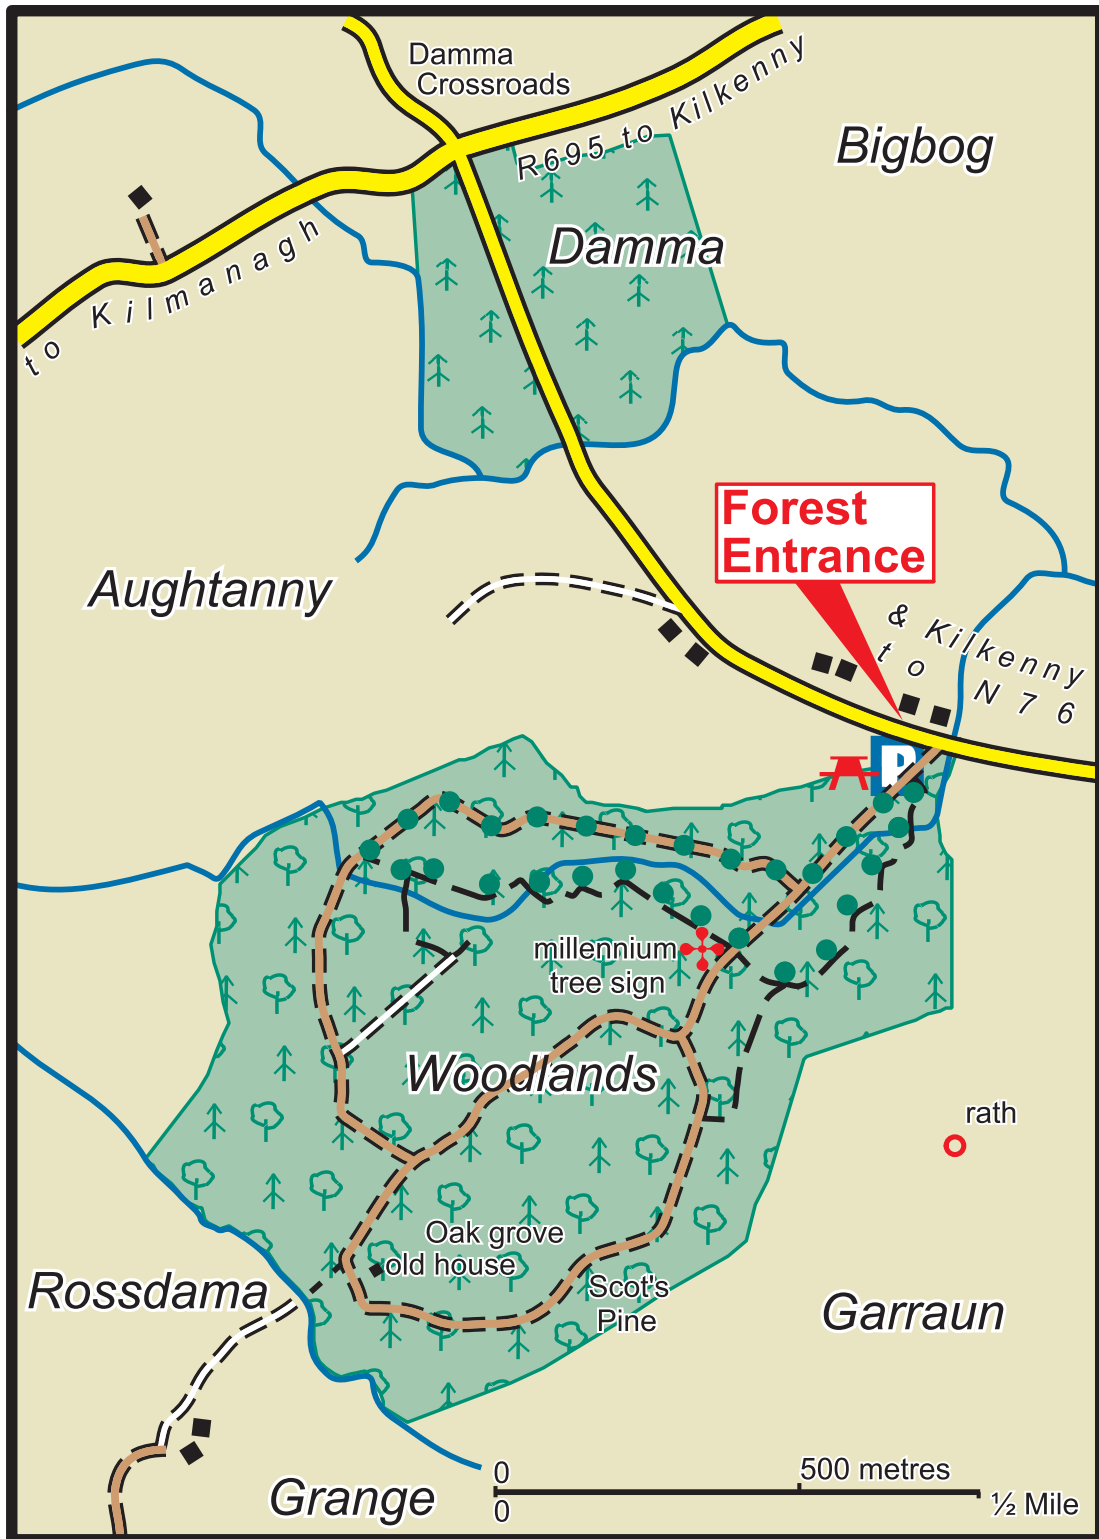 Damma
Crossroads
R695 to Kilkenny
Bigbog
Damma
to Kilmanagh
Forest
Entrance
Aughtanny
& Kilkenny
to N76
P
millennium
tree sign
Woodlands
rath
Oak grove
old house
Scot's
Pine
Rossdama
Garraun
Grange
0
500 metres
0
½ Mile